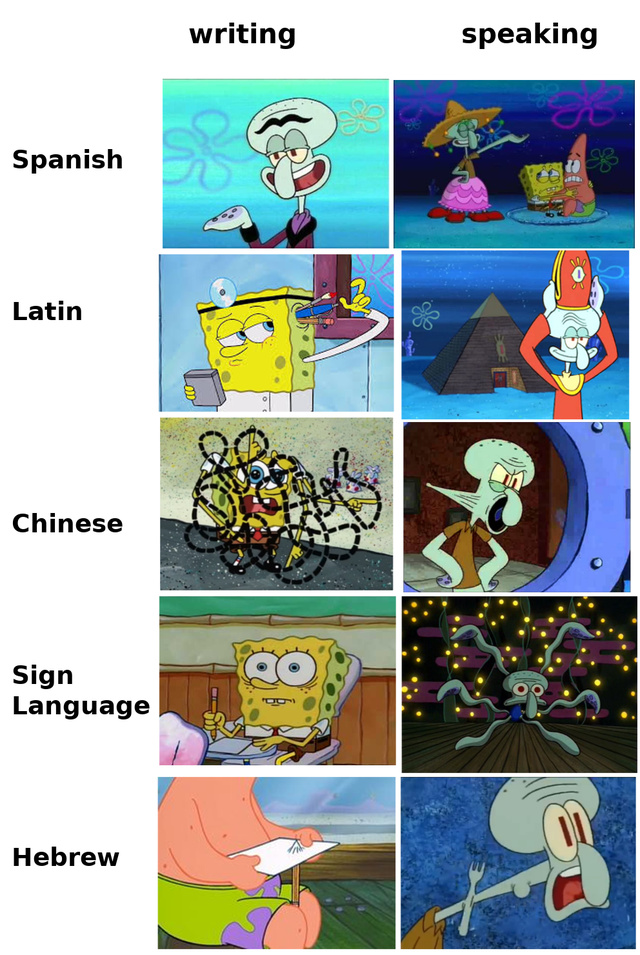 writing speaking
Spanish
Latin
Chinese
Sign
Language
Hebrew